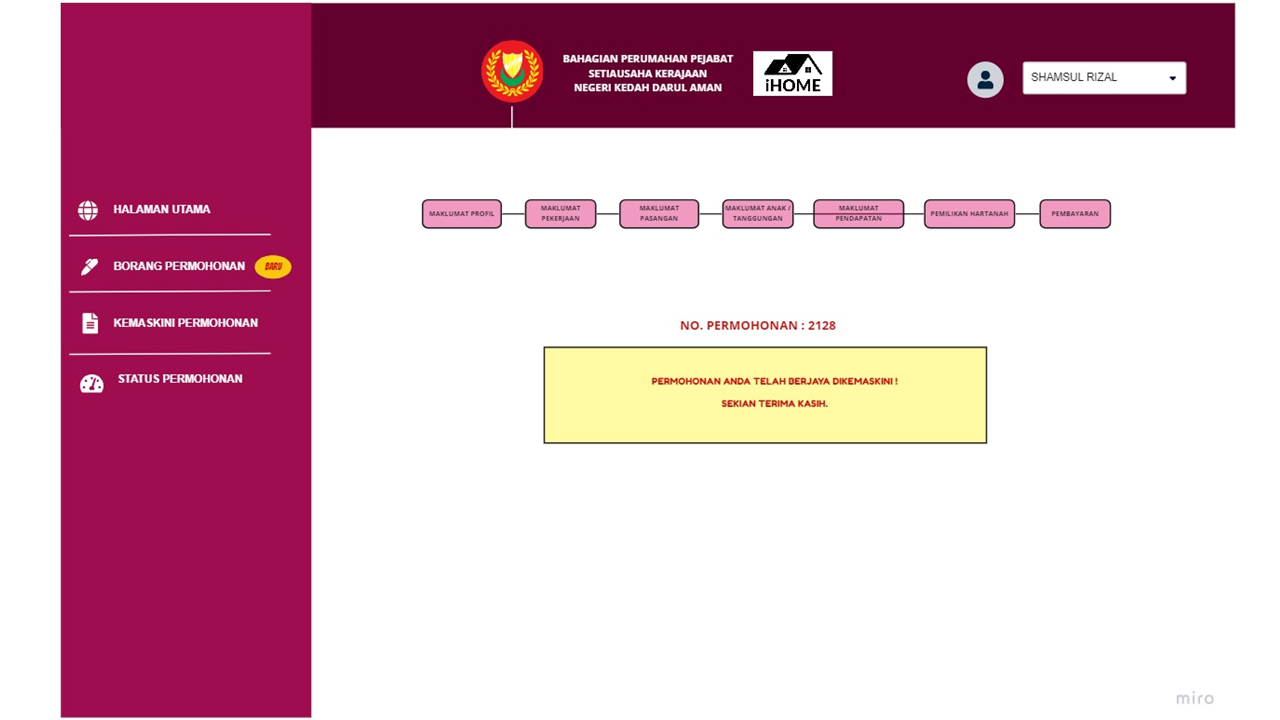 BAHAGIAN PERUMAHAN PEJABAT
SETIAUSAHA KERAJAAN
NEGERI KEDAH DARUL AMAN
iHOME
SHAMSUL RIZAL
HALAMAN UTAMA
BORANG PERMOHONAN BARU
KEMASKINI PERMOHONAN
STATUS PERMOHONAN
MAKLUMAT PROFIL
MAKLUMAT
PEKERJAAN
MAKLUMAT
PASANGAN
MAKLUMAT ANAK /
TANGGUNGAN
MAKLUMAT
PENDAPATAN
PEMILIKAN HARTANAH
PEMBAYARAN
NO. PERMOHONAN : 2128
PERMOHONAN ANDA TELAH BERJAYA DIKEMASKINI !
SEKIAN TERIMA KASIH.
miro